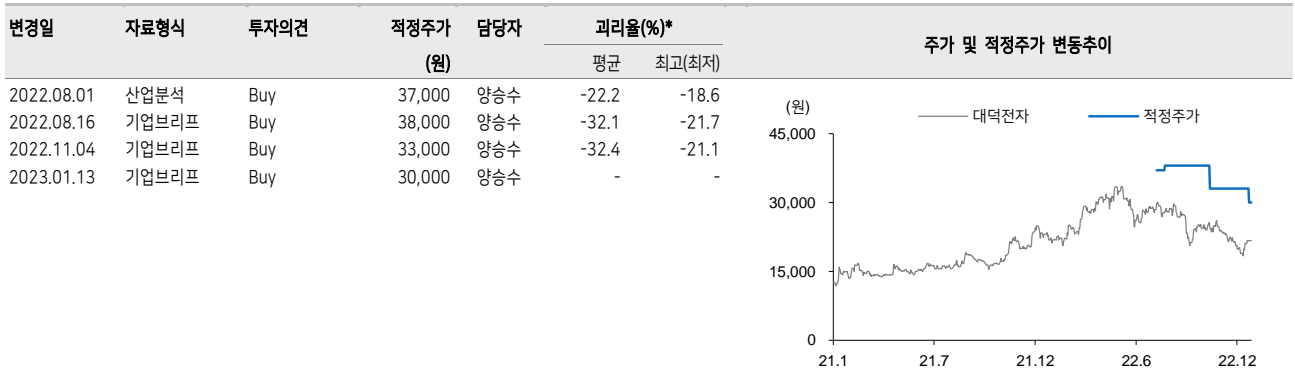 변경일 자료형식 투자의견 적정주가 담당자 괴리율(%)*
(원) 평균 최고(최저)
2022.08.01 산업분석 Buy 37,000 양승수 -22.2 -18.6
2022.08.16 기업브리프 Buy 38,000 양승수 -32.1 -21.7
2022.11.04 기업브리프 Buy 33,000 양승수 -32.4 -21.1
2023.01.13 기업브리프 Buy 30,000 양승수 - -
주가 및 적정주가 변동추이
(원)
대덕전자 적정주가
45,000
30,000
15,000
0
21.1 21.7 21.12 22.6 22.12